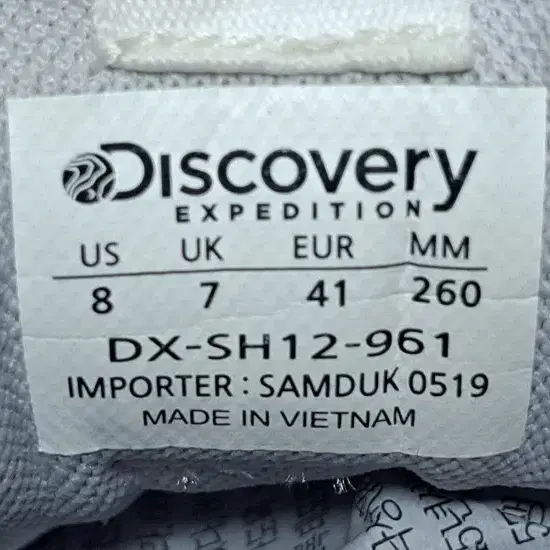 Discovery
EXPEDITION
US UK EUR MM
8 7 41 260
DX-SH12-961
IMPORTER : SAMDUK 0519
MADE IN VIETNAM